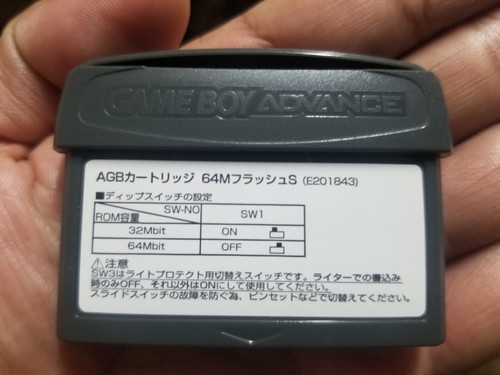 GAME BOY ADVANCE
AGBカートリッジ 64MフラッシュS (E201843)
■ディップスイッチの設定
SW-NO
ROM容量
SW1
32Mbit ON
64Mbit OFF
⚠注意
SW3はライトプロテクト用切替えスイッチです。ライターでの書込み
時のみOFF、それ以外はONにして使用してください。
スライドスイッチの故障を防ぐ為、ピンセットなどで切替えてください。